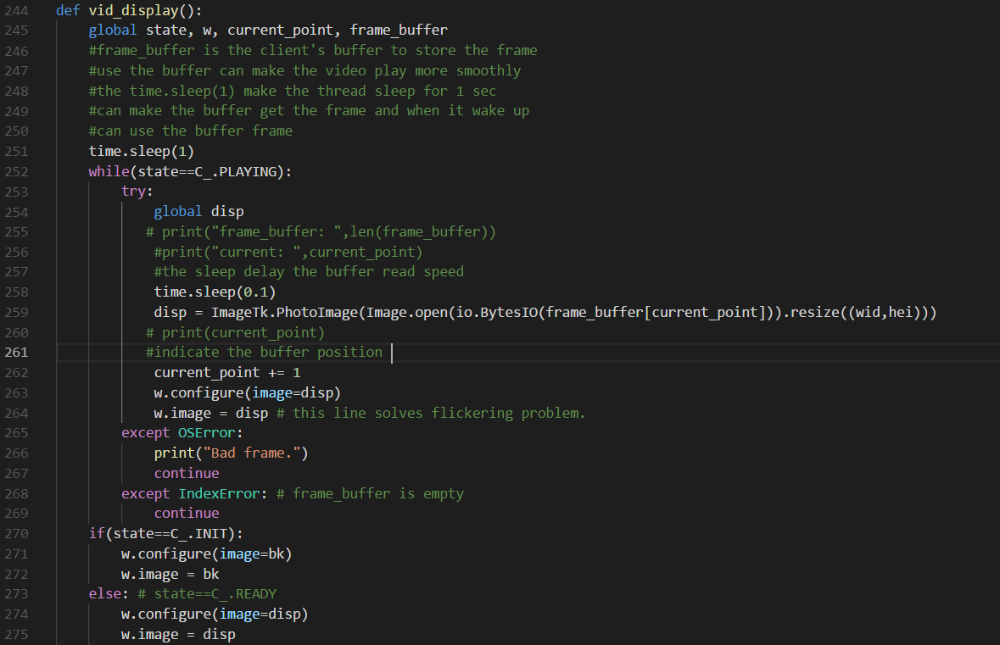 244 def vid_display():
245 global state, w, current_point, frame_buffer
246 #frame_buffer is the client's buffer to store the frame
247 #use the buffer can make the video play more smoothly
248 #the time.sleep(1) make the thread sleep for 1 sec
249 #can make the buffer get the frame and when it wake up
250 #can use the buffer frame
251 time.sleep(1)
252 while(state==C_.PLAYING):
253 try:
254 global disp
255 # print("frame_buffer: ",len(frame_buffer))
256 #print("current: ",current_point)
257 #the sleep delay the buffer read speed
258 time.sleep(0.1)
259 disp = ImageTk.PhotoImage(Image.open(io.BytesIO(frame_buffer[current_point])).resize((wid,hei)))
260 # print(current_point)
261 #indicate the buffer position
262 current_point += 1
263 w.configure(image=disp)
264 w.image = disp # this line solves flickering problem.
265 except OSError:
266 print("Bad frame.")
267 continue
268 except IndexError: # frame_buffer is empty
269 continue
270 if(state==C_.INIT):
271 w.configure(image=bk)
272 w.image = bk
273 else: # state==C_.READY
274 w.configure(image=disp)
275 w.image = disp